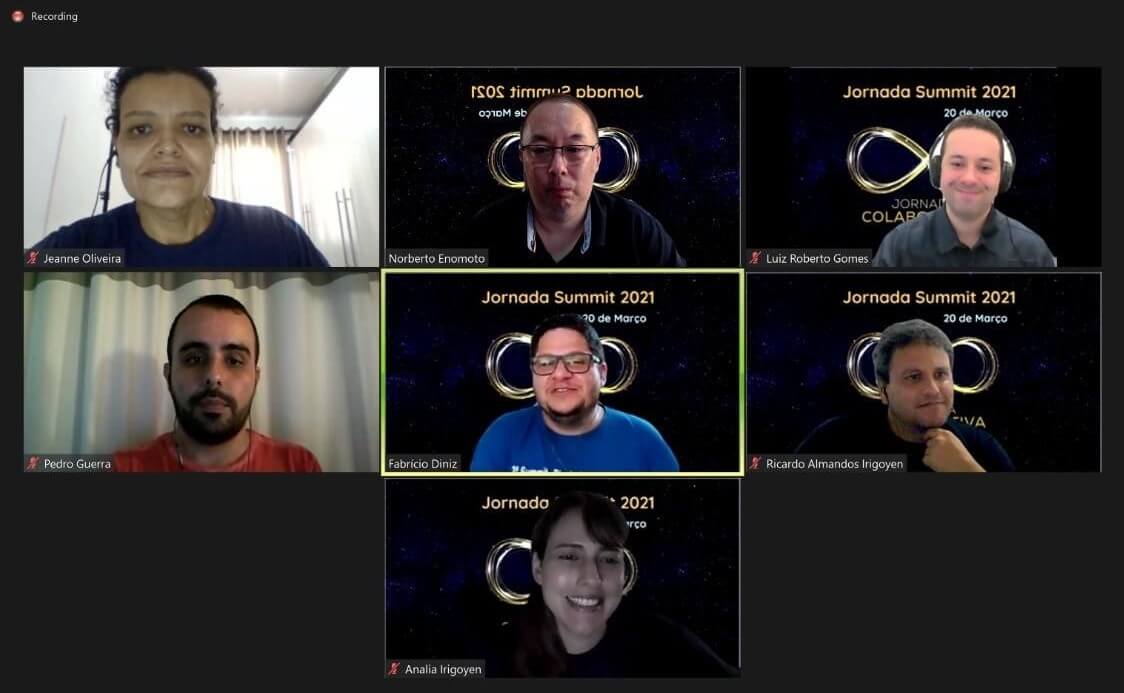 Recording
Jeanne Oliveira
Jornada Summit 2021
de Março
Norberto Enomoto
Jornada Summit 2021
20 de Março
JORNA
COLABO
Luiz Roberto Gomes
Pedro Guerra
Jornada Summit 2021
20 de Março
Fabrício Diniz
Jornada Summit 2021
20 de Março
TIVA
Ricardo Almandos Irigoyen
Jornada 2021
março
Analia Irigoyen